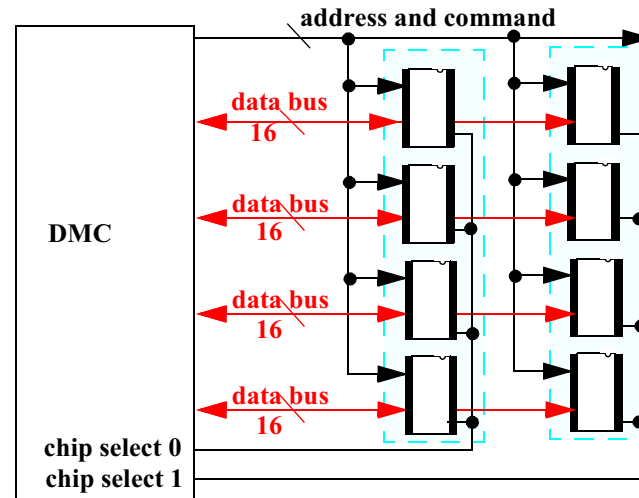 address and command
data bus
16
data bus
16
DMC
data bus
16
data bus
16
chip select 0
chip select 1